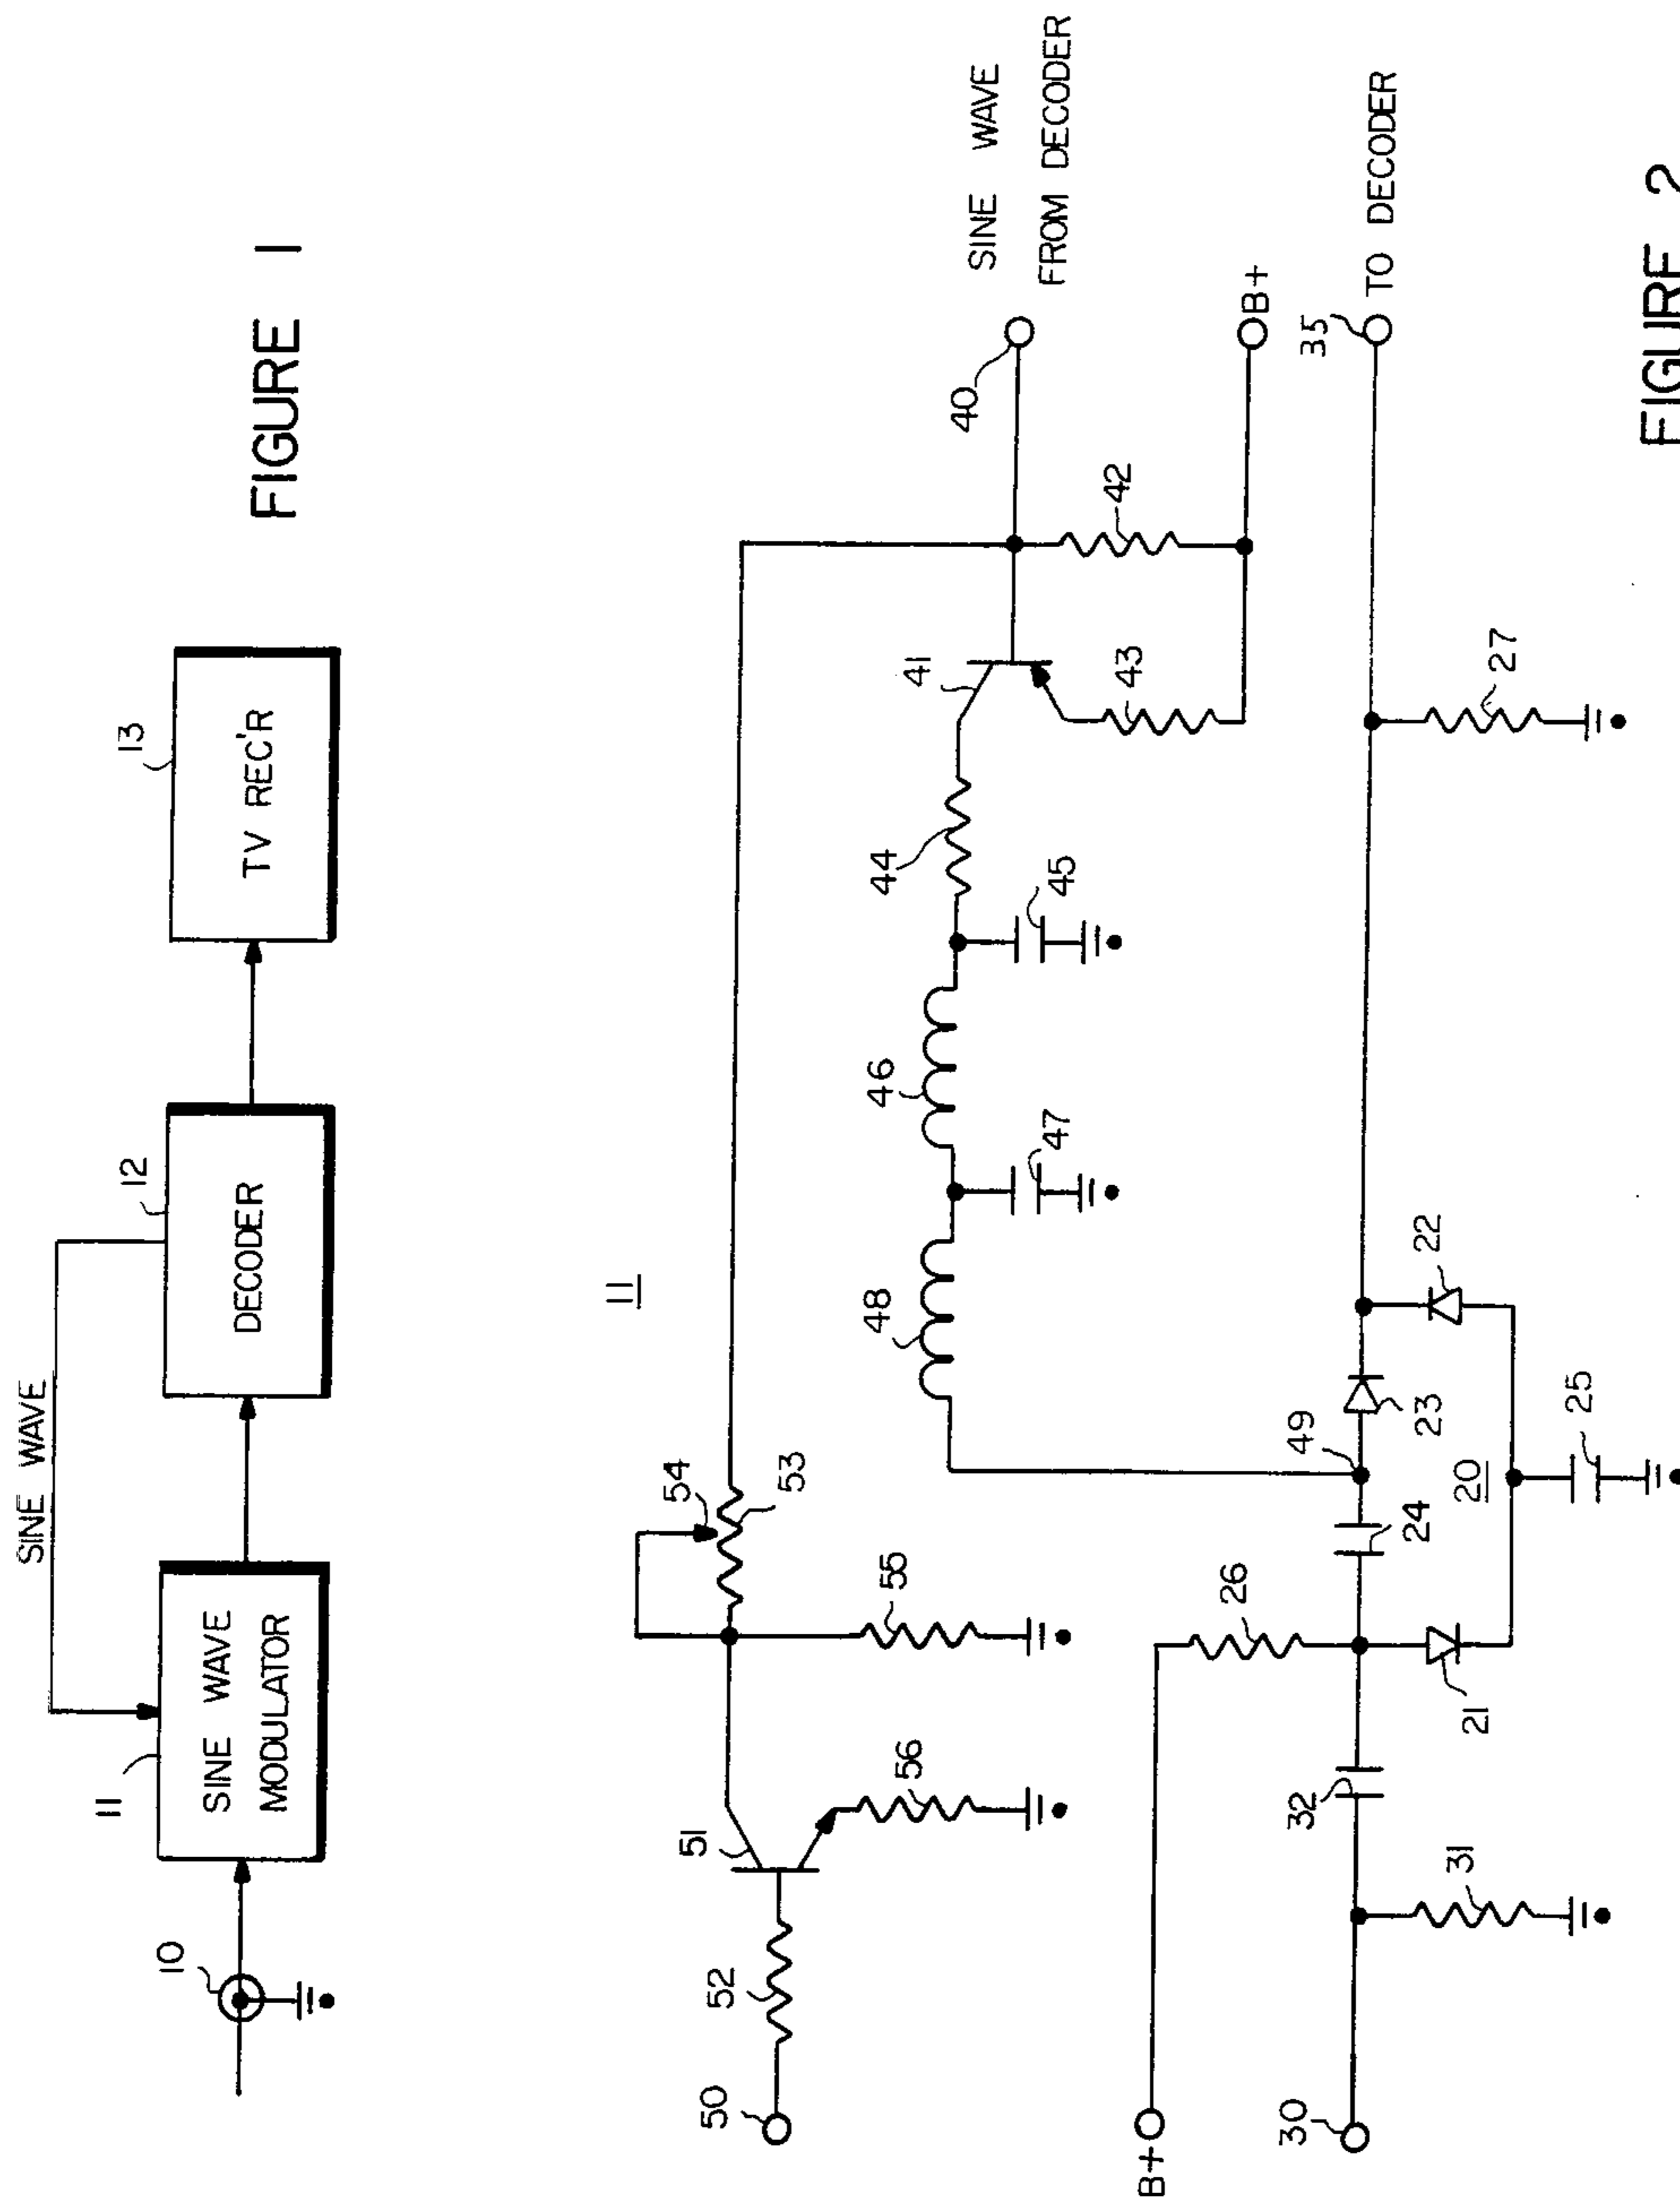 SINE WAVE
10
11
SINE WAVE
MODULATOR
12
DECODER
13
TV REC'R
FIGURE 1
11
50
52
51
56
54
53
55
48
47
46
45
44
41
43
42
40
SINE WAVE
FROM DECODER
B+
B+
26
30
31
32
21
24
49
20
25
23
22
27
35
TO DECODER
FIGURE 2